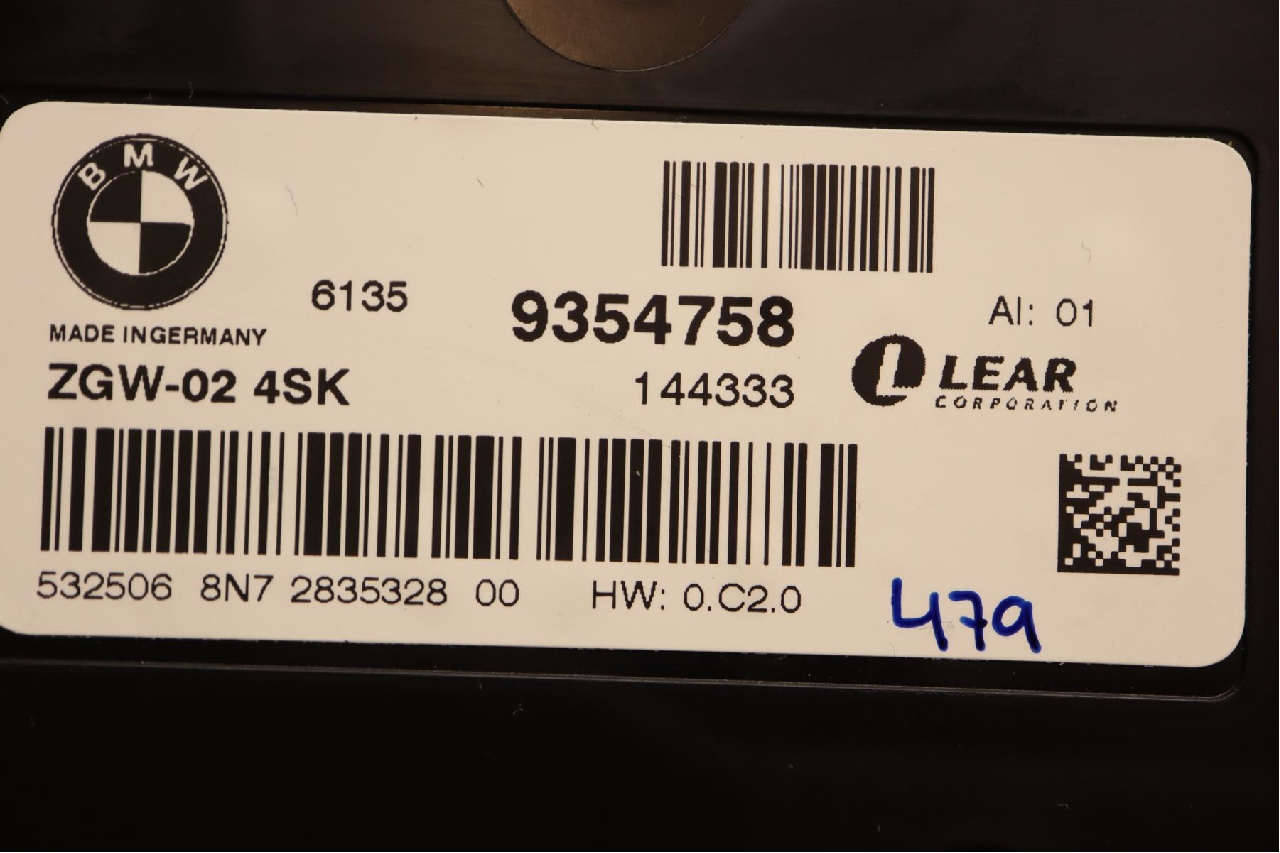 BMW
6135 9354758 AI: 01
MADE INGERMANY
ZGW-02 4SK 144333 LEAR
CORPORATION
532506 8N7 2835328 00 HW: 0.C2.0
479